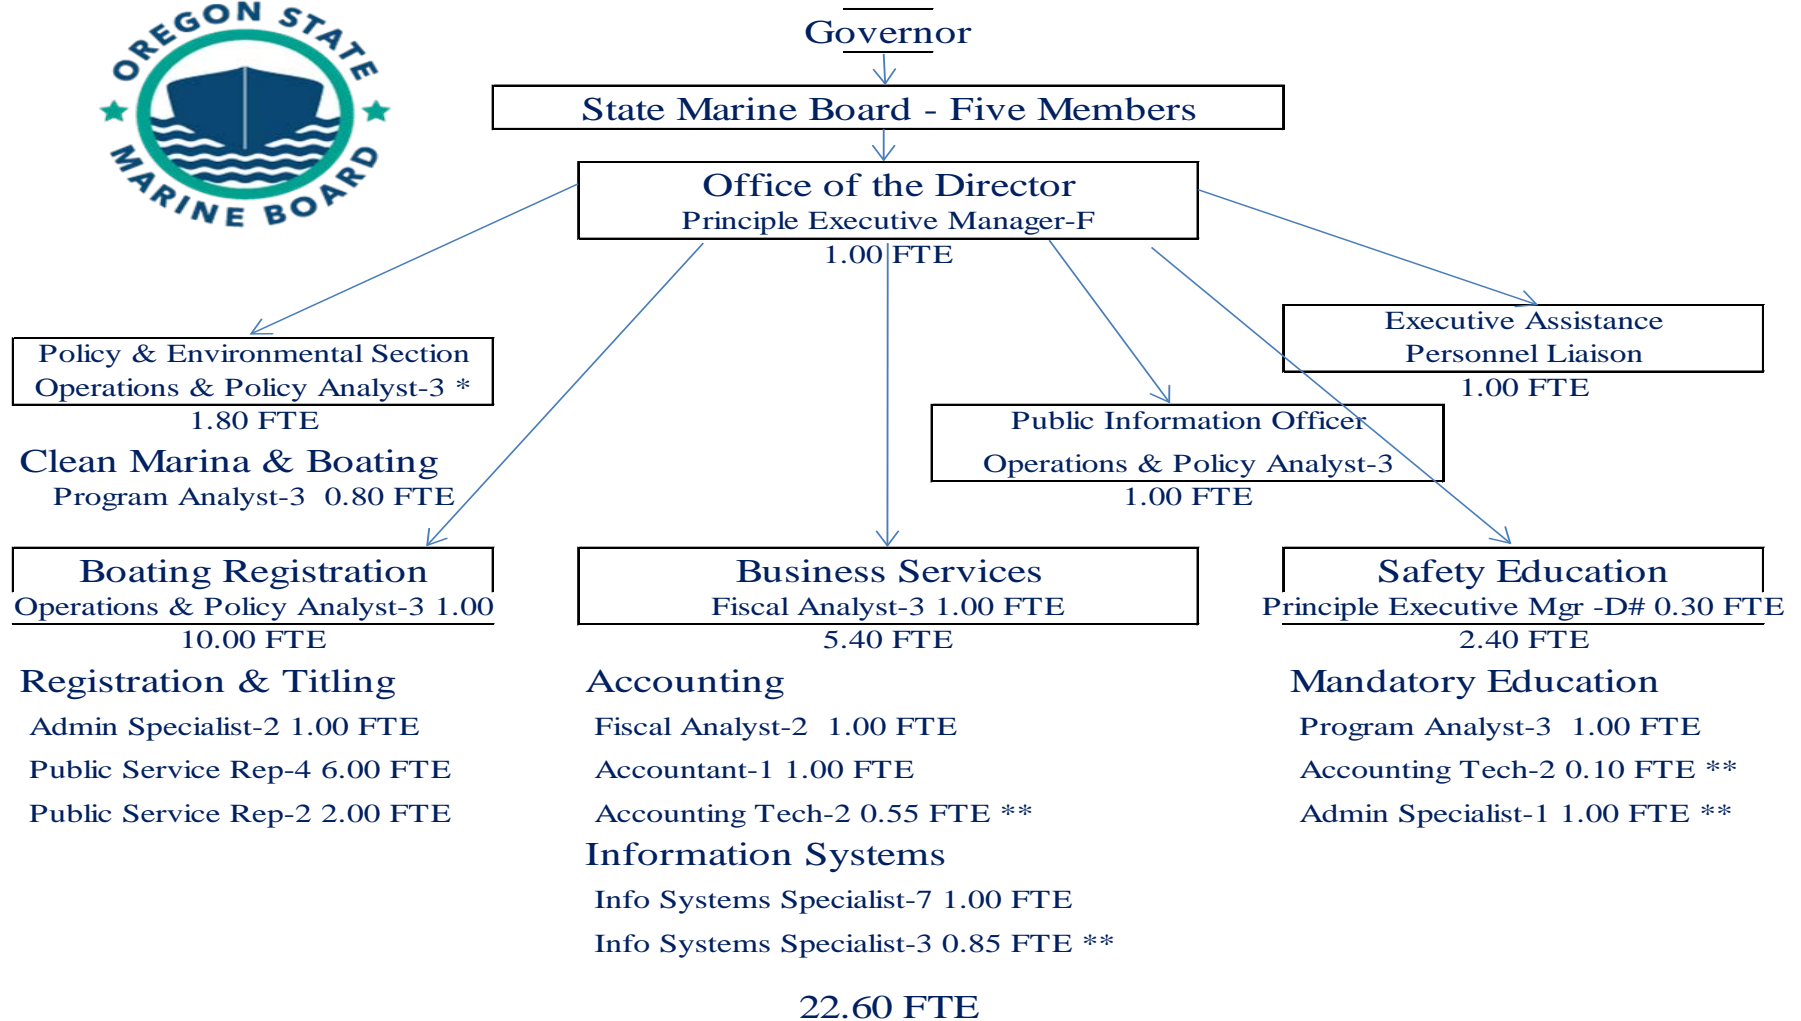 OREGON STATE
MARINE BOARD
Governor
State Marine Board - Five Members
Office of the Director
Principle Executive Manager-F
1.00 FTE
Executive Assistance
Personnel Liaison
1.00 FTE
Policy & Environmental Section
Operations & Policy Analyst-3 *
1.80 FTE
Clean Marina & Boating
Program Analyst-3 0.80 FTE
Public Information Officer
Operations & Policy Analyst-3
1.00 FTE
Boating Registration
Operations & Policy Analyst-3 1.00
10.00 FTE
Registration & Titling
Admin Specialist-2 1.00 FTE
Public Service Rep-4 6.00 FTE
Public Service Rep-2 2.00 FTE
Business Services
Fiscal Analyst-3 1.00 FTE
5.40 FTE
Accounting
Fiscal Analyst-2 1.00 FTE
Accountant-1 1.00 FTE
Accounting Tech-2 0.55 FTE **
Information Systems
Info Systems Specialist-7 1.00 FTE
Info Systems Specialist-3 0.85 FTE **
Safety Education
Principle Executive Mgr -D# 0.30 FTE
2.40 FTE
Mandatory Education
Program Analyst-3 1.00 FTE
Accounting Tech-2 0.10 FTE **
Admin Specialist-1 1.00 FTE **
22.60 FTE